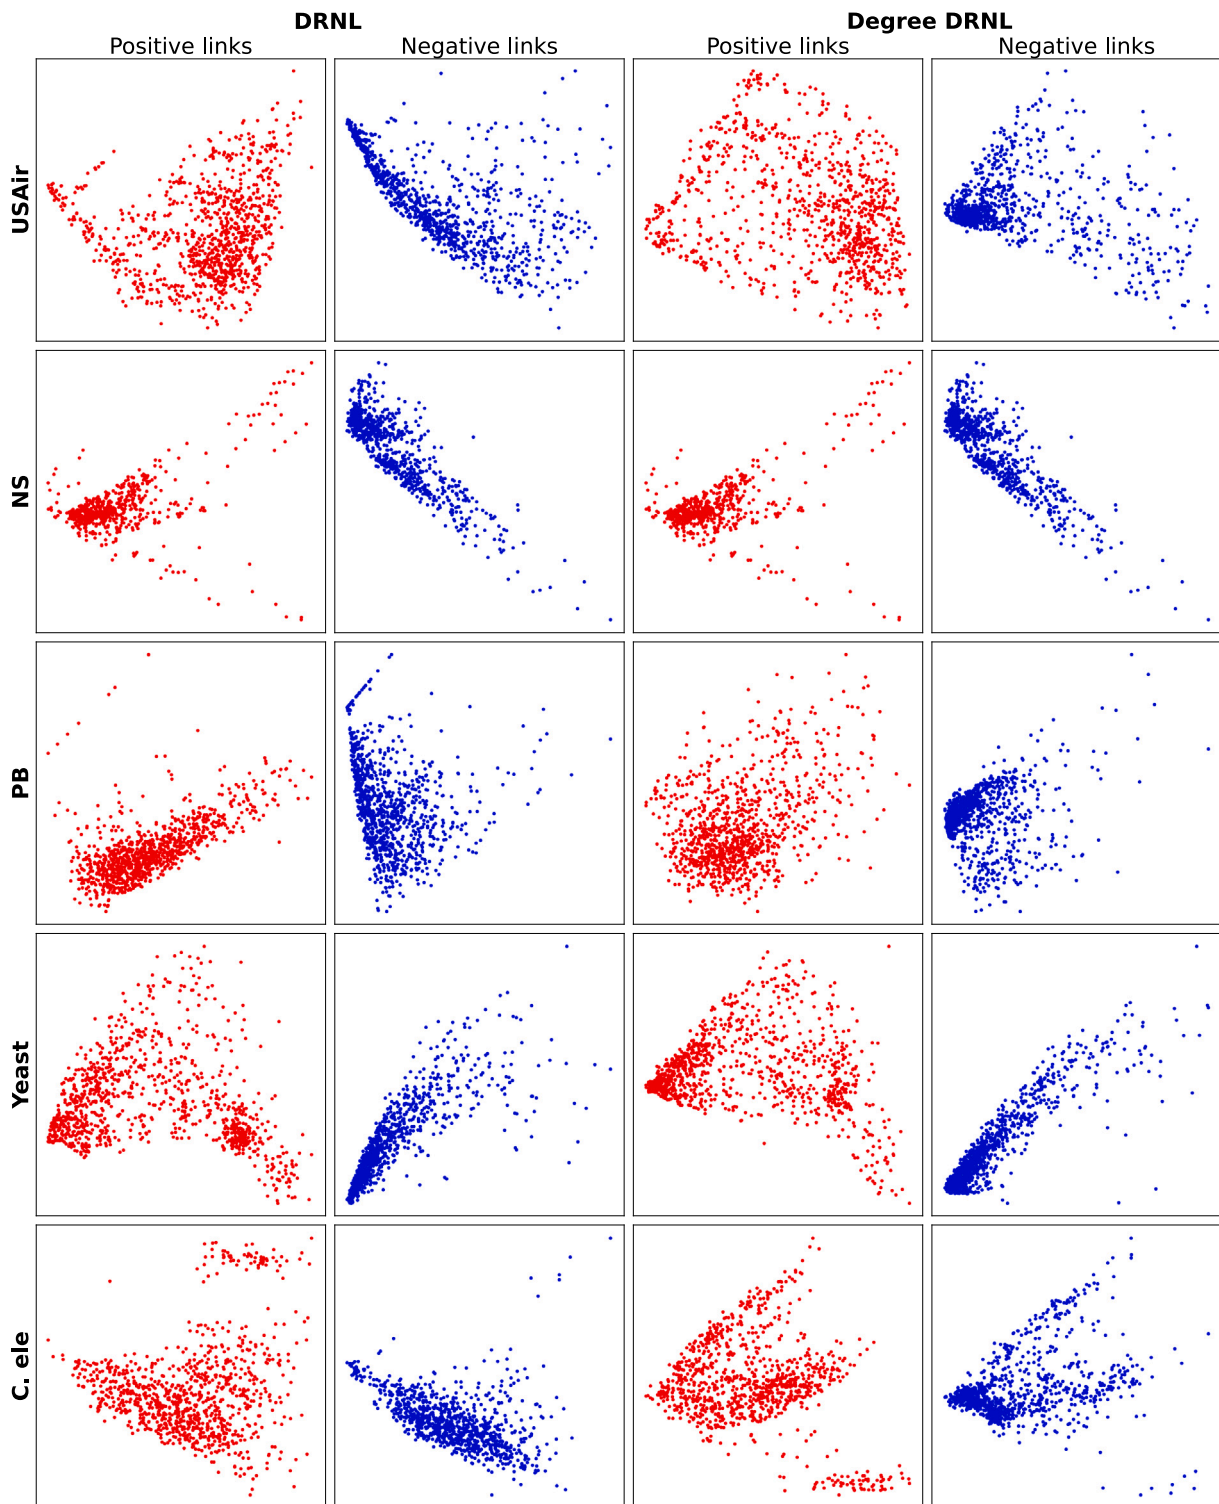 DRNL Degree DRNL
Positive links Negative links Positive links Negative links
USAir
NS
PB
Yeast
C. ele